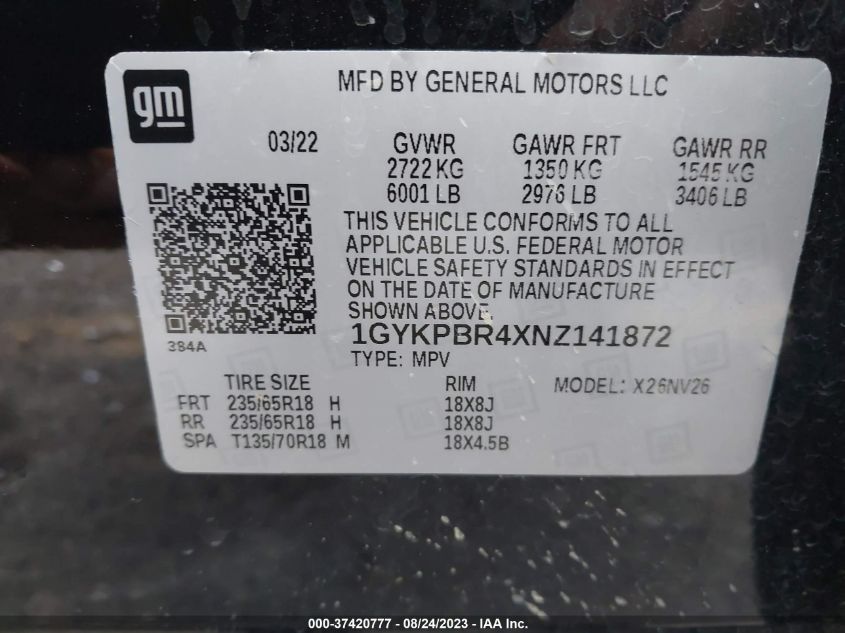 gm
MFD BY GENERAL MOTORS LLC
03/22 GVWR GAWR FRT GAWR RR
2722 KG 1350 KG 1545 KG
6001 LB 2976 LB 3406 LB
THIS VEHICLE CONFORMS TO ALL
APPLICABLE U.S. FEDERAL MOTOR
VEHICLE SAFETY STANDARDS IN EFFECT
ON THE DATE OF MANUFACTURE
SHOWN ABOVE.
384A
1GYKPBR4XNZ141872
TYPE: MPV
TIRE SIZE RIM MODEL: X26NV26
FRT 235/65R18 H 18X8J
RR 235/65R18 H 18X8J
SPA T135/70R18 M 18X4.5B
000-37420777 - 08/24/2023 - IAA Inc.